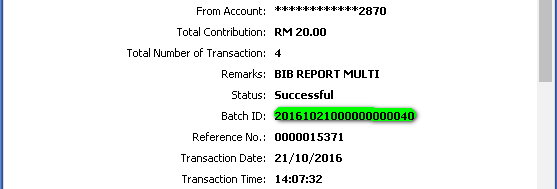 From Account: ************2870
Total Contribution: RM 20.00
Total Number of Transaction: 4
Remarks: BIB REPORT MULTI
Status: Successful
Batch ID: 20161021000000000040
Reference No.: 0000015371
Transaction Date: 21/10/2016
Transaction Time: 14:07:32